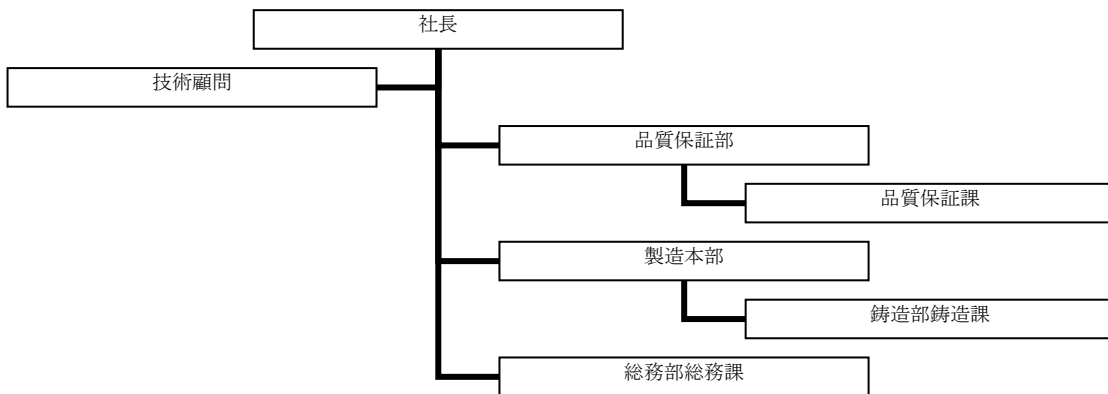 社長
技術顧問
品質保証部
品質保証課
製造本部
鋳造部鋳造課
総務部総務課